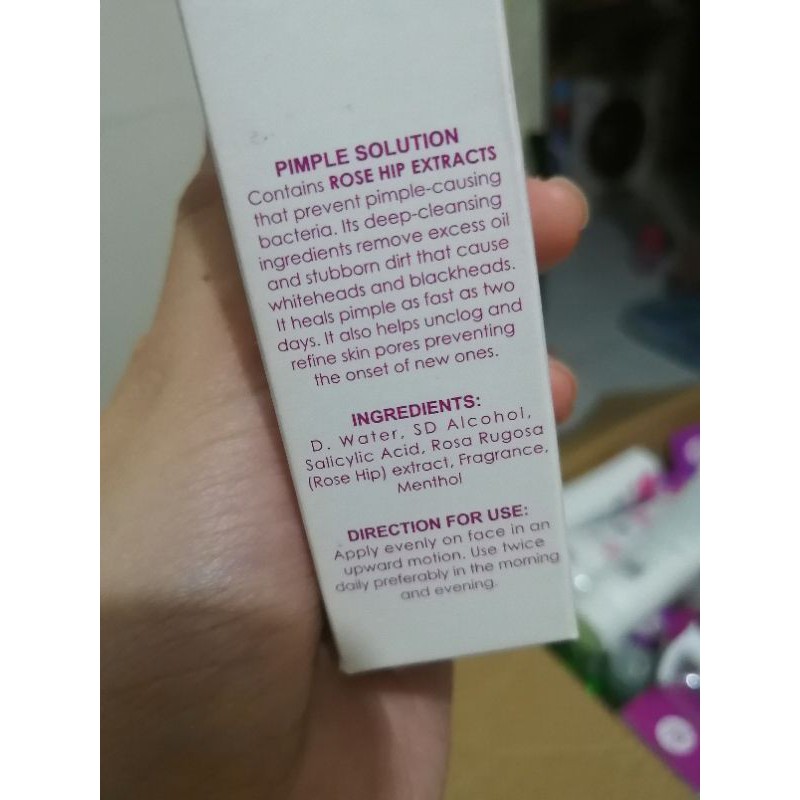 PIMPLE SOLUTION
Contains ROSE HIP EXTRACTS
that prevent pimple-causing
bacteria. Its deep-cleansing
ingredients remove excess oil
and stubborn dirt that cause
whiteheads and blackheads.
It heals pimple as fast as two
days. It also helps unclog and
refine skin pores preventing
the onset of new ones.
INGREDIENTS:
D. Water, SD Alcohol,
Salicylic Acid, Rosa Rugosa
(Rose Hip) extract, Fragrance,
Menthol
DIRECTION FOR USE:
Apply evenly on face in an
upward motion. Use twice
daily preferably in the morning
and evening.